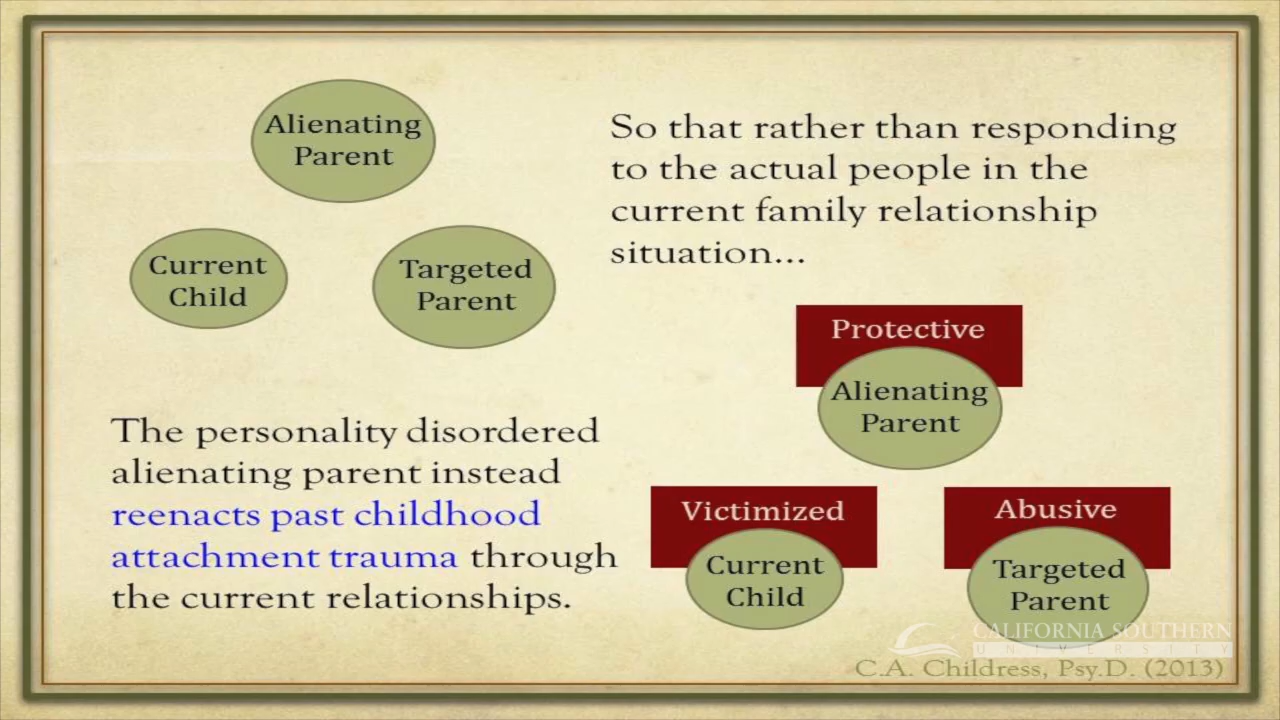 Alienating
Parent
Current
Child
Targeted
Parent
So that rather than responding
to the actual people in the
current family relationship
situation...
The personality disordered
alienating parent instead
reenacts past childhood
attachment trauma through
the current relationships.
Protective
Alienating
Parent
Victimized
Current
Child
Abusive
Targeted
Parent
CALIFORNIA SOUTHERN
UNIVERSITY
C.A. Childress, Psy.D. (2013)